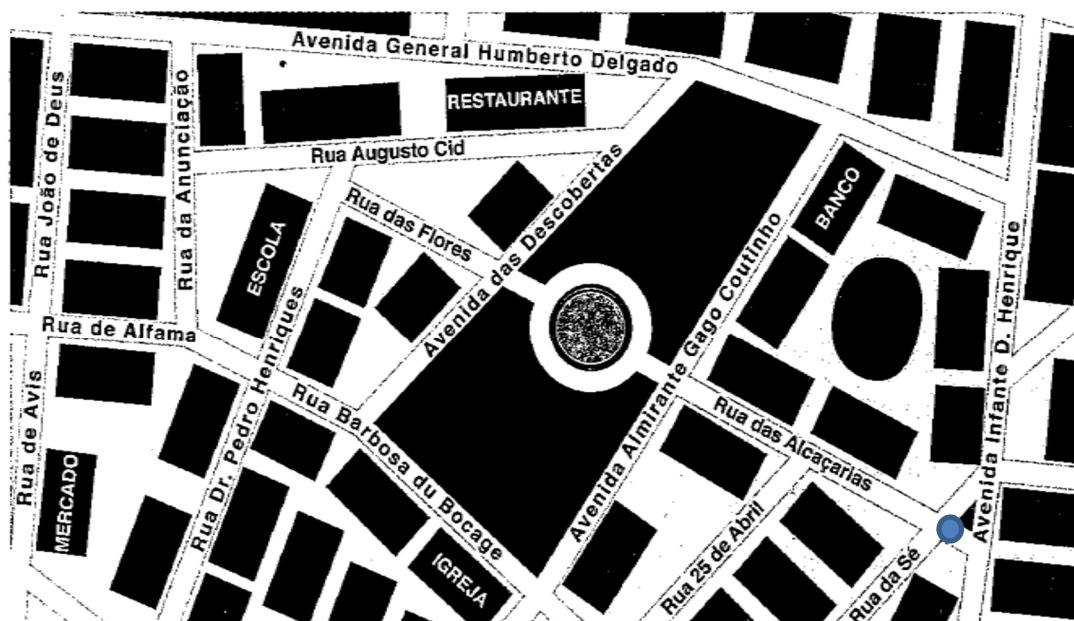 Avenida General Humberto Delgado
RESTAURANTE
Rua João de Deus
Rua da Anunciação
Rua Augusto Cid
BANCO
Rua das Flores
Avenida das Descobertas
ESCOLA
Avenida Almirante Gago Coutinho
Avenida Infante D. Henrique
Rua de Alfama
Rua Dr. Pedro Henriques
Rua de Avis
Rua Barbosa du Bocage
Rua das Alcaçarias
MERCADO
Rua 25 de Abril
IGREJA
Rua da Sé